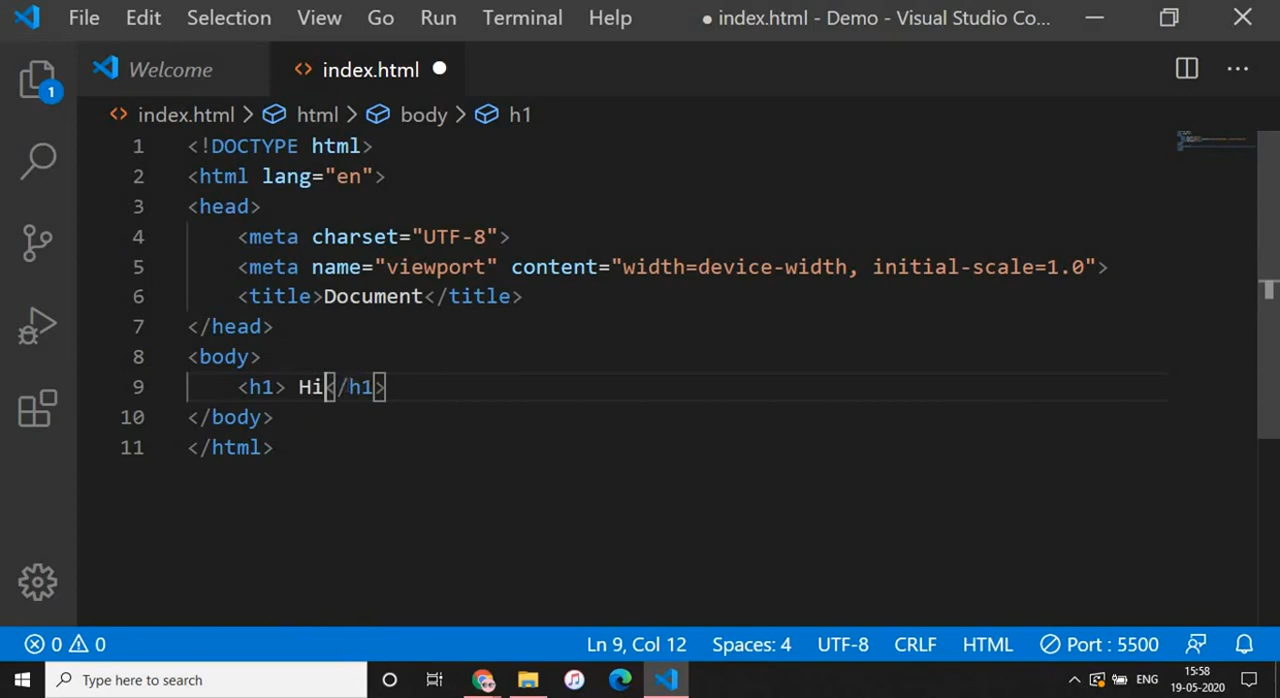 File Edit Selection View Go Run Terminal Help ● index.html - Demo - Visual Studio Co...
Welcome index.html
index.html > html > body > h1
1 <!DOCTYPE html>
2 <html lang="en">
3 <head>
4 <meta charset="UTF-8">
5 <meta name="viewport" content="width=device-width, initial-scale=1.0">
6 <title>Document</title>
7 </head>
8 <body>
9 <h1> Hi</h1>
10 </body>
11 </html>
1
0 0 Ln 9, Col 12 Spaces: 4 UTF-8 CRLF HTML Port : 5500
Type here to search ENG 15:58
19-05-2020